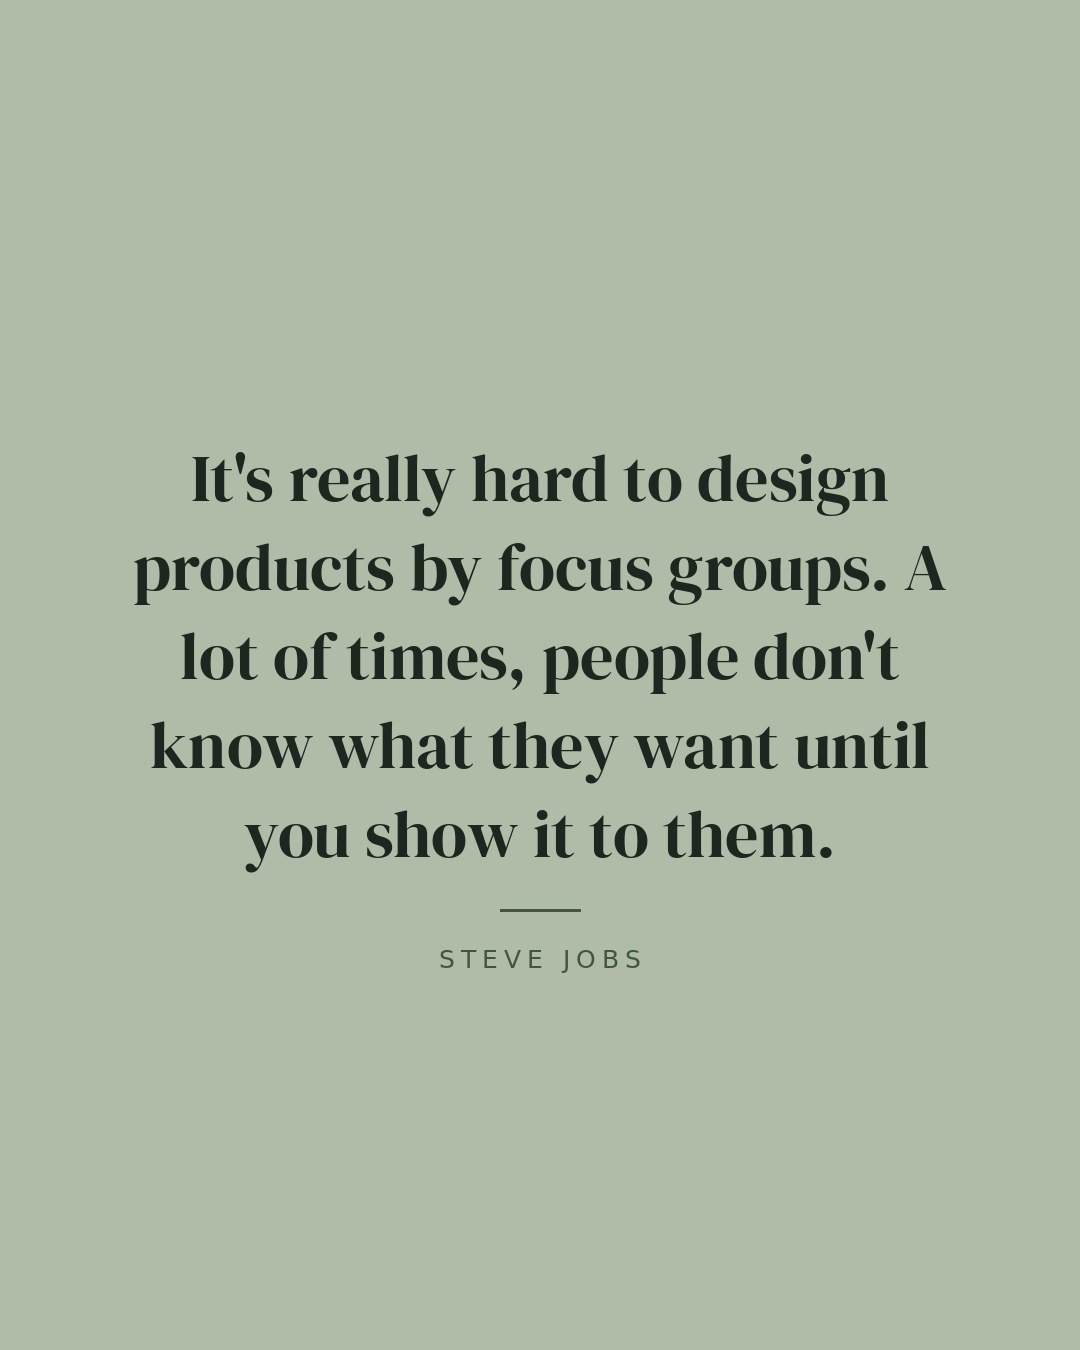 It's really hard to design
products by focus groups. A
lot of times, people don't
know what they want until
you show it to them.
STEVE JOBS